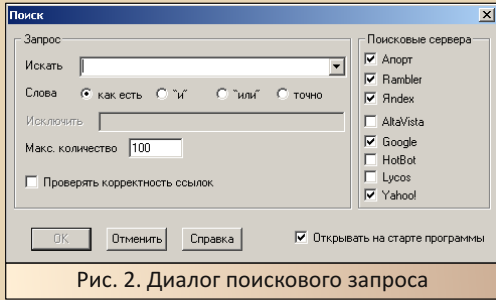 Поиск
Запрос
Искать
Слова как есть "и" "или" точно
Исключить
Макс. количество 100
Проверять корректность ссылок
Поисковые сервера
Апорт
Rambler
Яndex
AltaVista
Google
HotBot
Lycos
Yahoo!
OK Отменить Справка Открывать на старте программы
Рис. 2. Диалог поискового запроса